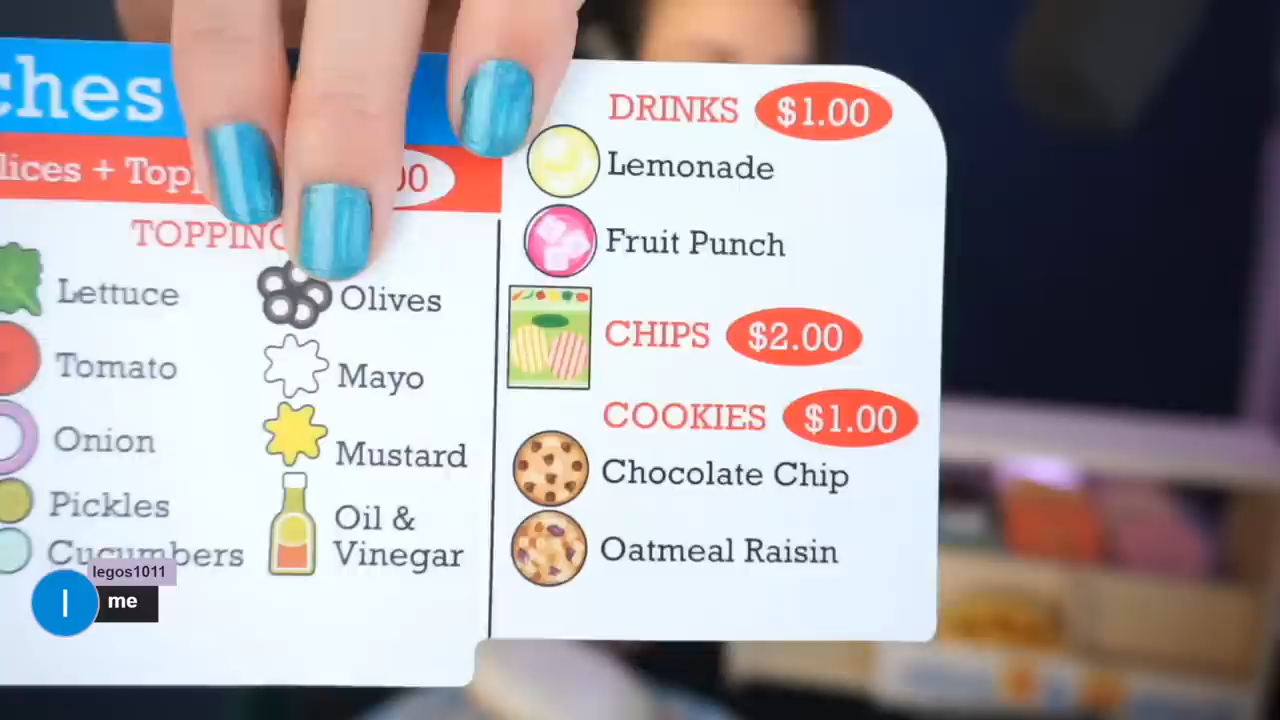 ches
lices + Top
00
TOPPING
Lettuce
Tomato
Onion
Pickles
Cucumbers
Olives
Mayo
Mustard
Oil &
Vinegar
DRINKS $1.00
Lemonade
Fruit Punch
CHIPS $2.00
COOKIES $1.00
Chocolate Chip
Oatmeal Raisin
legos1011
l me